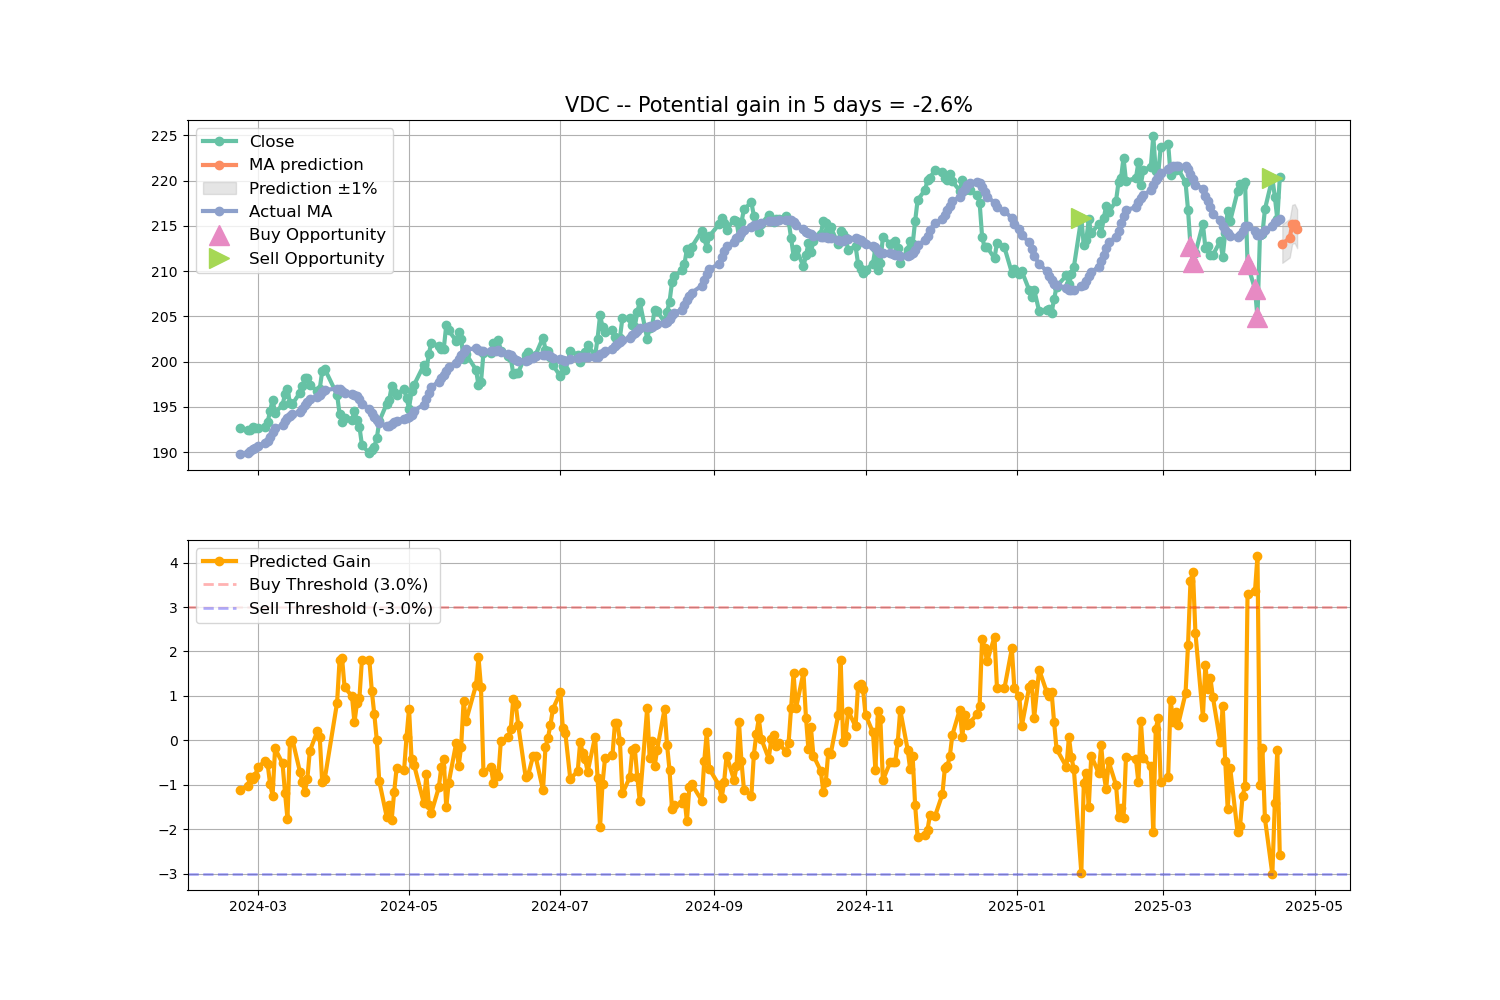 VDC -- Potential gain in 5 days = -2.6%
225
220
215
210
205
200
195
190
Close
MA prediction
Prediction ±1%
Actual MA
Buy Opportunity
Sell Opportunity
4
3
2
1
0
−1
−2
−3
Predicted Gain
Buy Threshold (3.0%)
Sell Threshold (-3.0%)
2024-03
2024-05
2024-07
2024-09
2024-11
2025-01
2025-03
2025-05